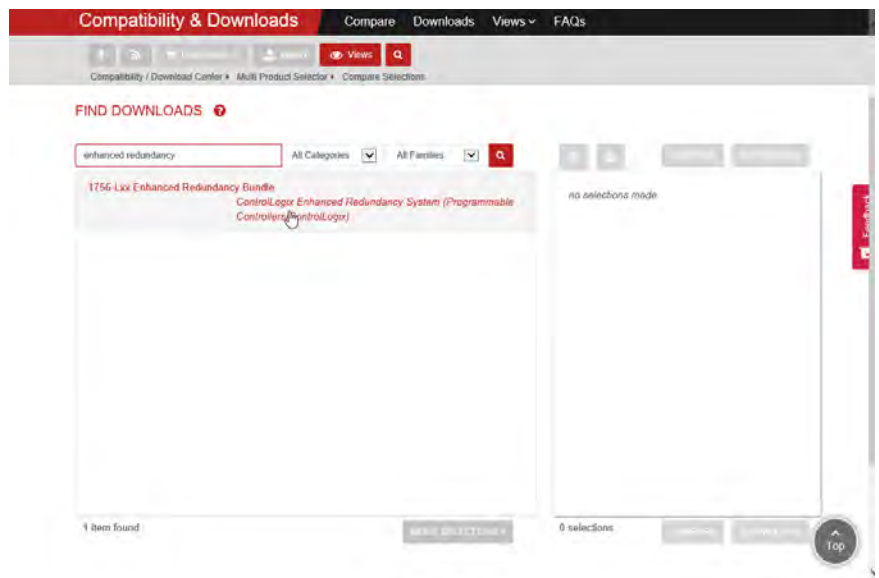 Compatibility & Downloads
Compare Downloads Views FAQs
Views
Compatibility / Download Center Multi Product Selector Compare Selections
FIND DOWNLOADS ?
enhanced redundancy All Categories All Families
1756-Lxx Enhanced Redundancy Bundle
ControlLogix Enhanced Redundancy System (Programmable
Controllers/ControlLogix)
no selections made
Feedback
1 item found
0 selections
Top